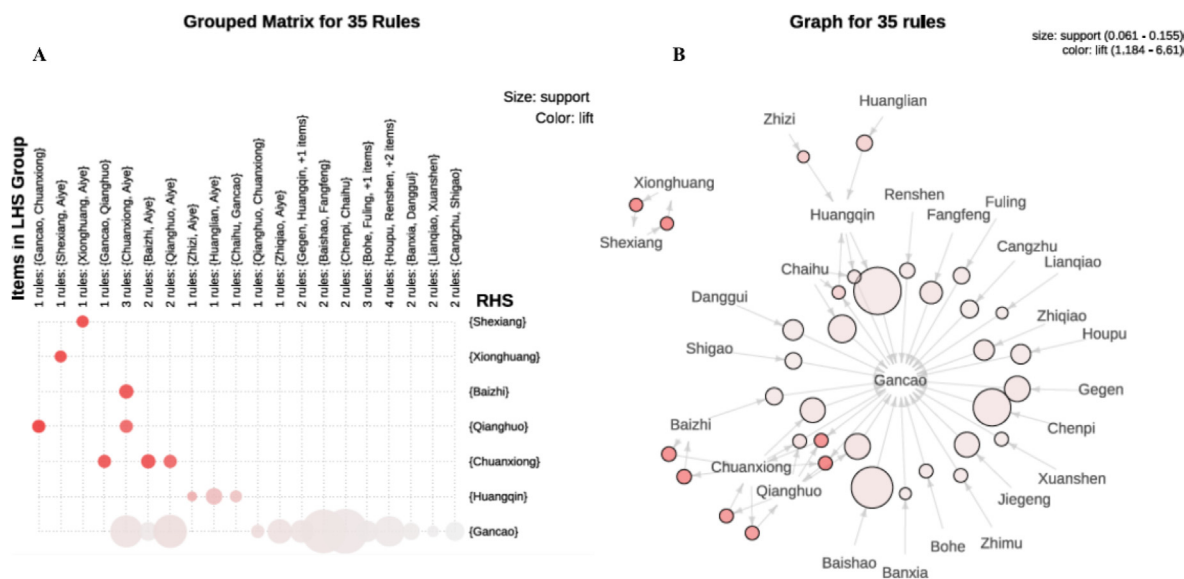 Grouped Matrix for 35 Rules
A
Size: support
Color: lift
Items in LHS Group
1 rules: {Gancao, Chuanxiong}
1 rules: {Shexiang, Aiye}
1 rules: {Xionghuang, Aiye}
1 rules: {Gancao, Qianghuo}
3 rules: {Chuanxiong, Aiye}
2 rules: {Baizhi, Aiye}
2 rules: {Qianghuo, Aiye}
1 rules: {Zhizi, Aiye}
1 rules: {Huanglian, Aiye}
1 rules: {Chaihu, Gancao}
1 rules: {Qianghuo, Chuanxiong}
1 rules: {Zhiqiao, Aiye}
2 rules: {Gegen, Huangqin, +1 items}
2 rules: {Baishao, Fangfeng}
2 rules: {Chenpi, Chaihu}
3 rules: {Bohe, Fuling, +1 items}
4 rules: {Houpu, Renshen, +2 items}
2 rules: {Banxia, Danggui}
2 rules: {Lianqiao, Xuanshen}
2 rules: {Cangzhu, Shigao}
RHS
{Shexiang}
{Xionghuang}
{Baizhi}
{Qianghuo}
{Chuanxiong}
{Huangqin}
{Gancao}
Graph for 35 rules
size: support (0.061 - 0.155)
color: lift (1.184 - 6.61)
B
Huanglian
Zhizi
Xionghuang
Renshen
Fuling
Huangqin
Fangfeng
Shexiang
Cangzhu
Lianqiao
Chaihu
Danggui
Zhiqiao
Houpu
Shigao
Gancao
Gegen
Baizhi
Chenpi
Chuanxiong
Xuanshen
Qianghuo
Jiegeng
Zhimu
Bohe
Baishao
Banxia